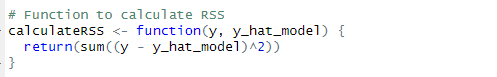 # Function to calculate RSS
calculateRSS <- function(y, y_hat_model) {
  return(sum((y - y_hat_model)^2))
}